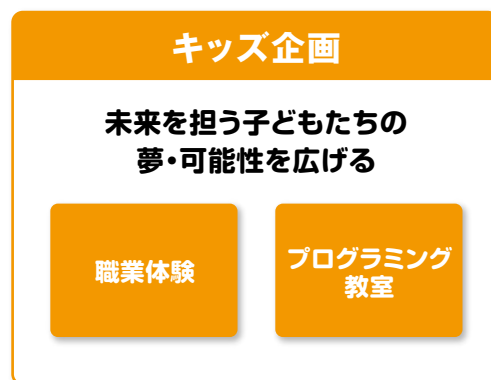 キッズ企画
未来を担う子どもたちの
夢・可能性を広げる
職業体験
プログラミング
教室